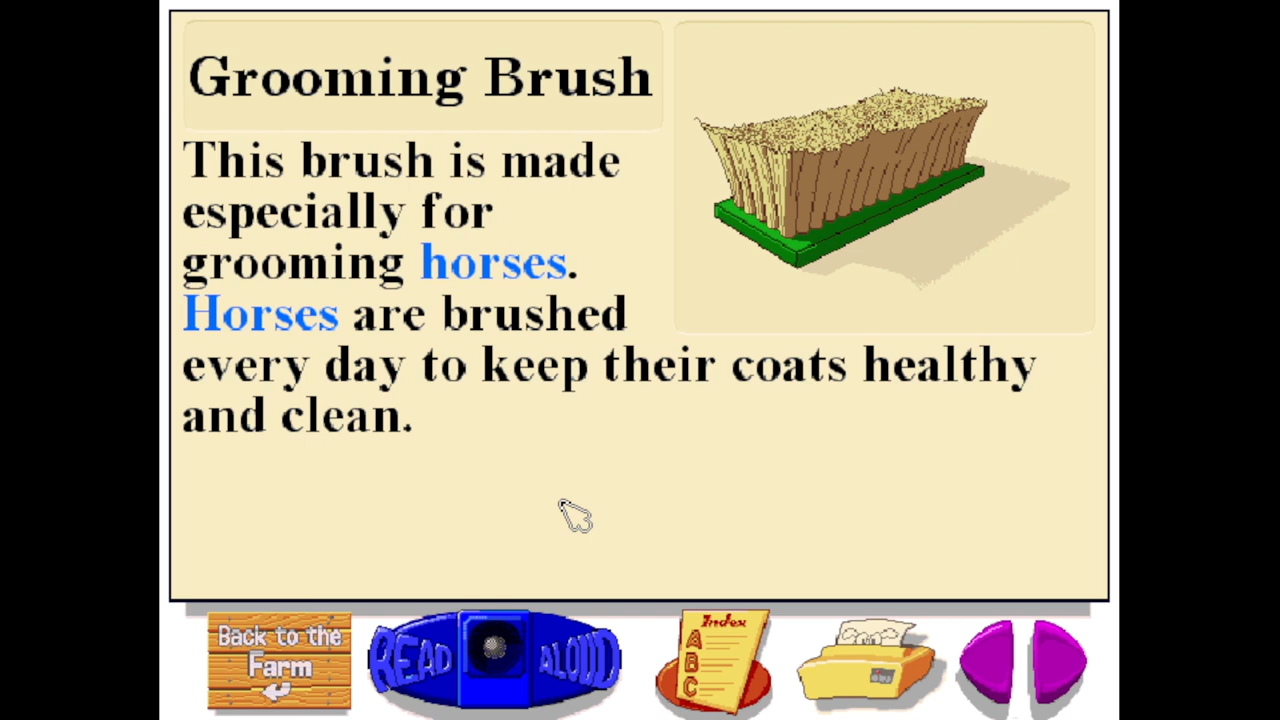 Grooming Brush
This brush is made
especially for
grooming horses.
Horses are brushed
every day to keep their coats healthy
and clean.
Back to the
Farm
READ ALOUD
Index
A
B
C